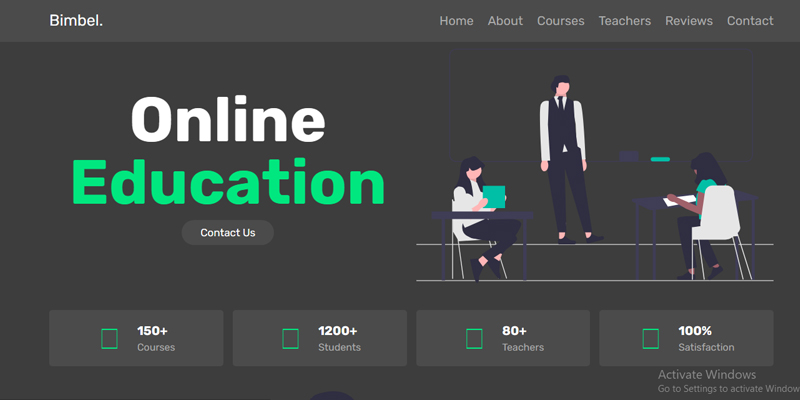 Bimbel.
Home About Courses Teachers Reviews Contact
Online
Education
Contact Us
150+
Courses
1200+
Students
80+
Teachers
100%
Satisfaction
Activate Windows
Go to Settings to activate Window